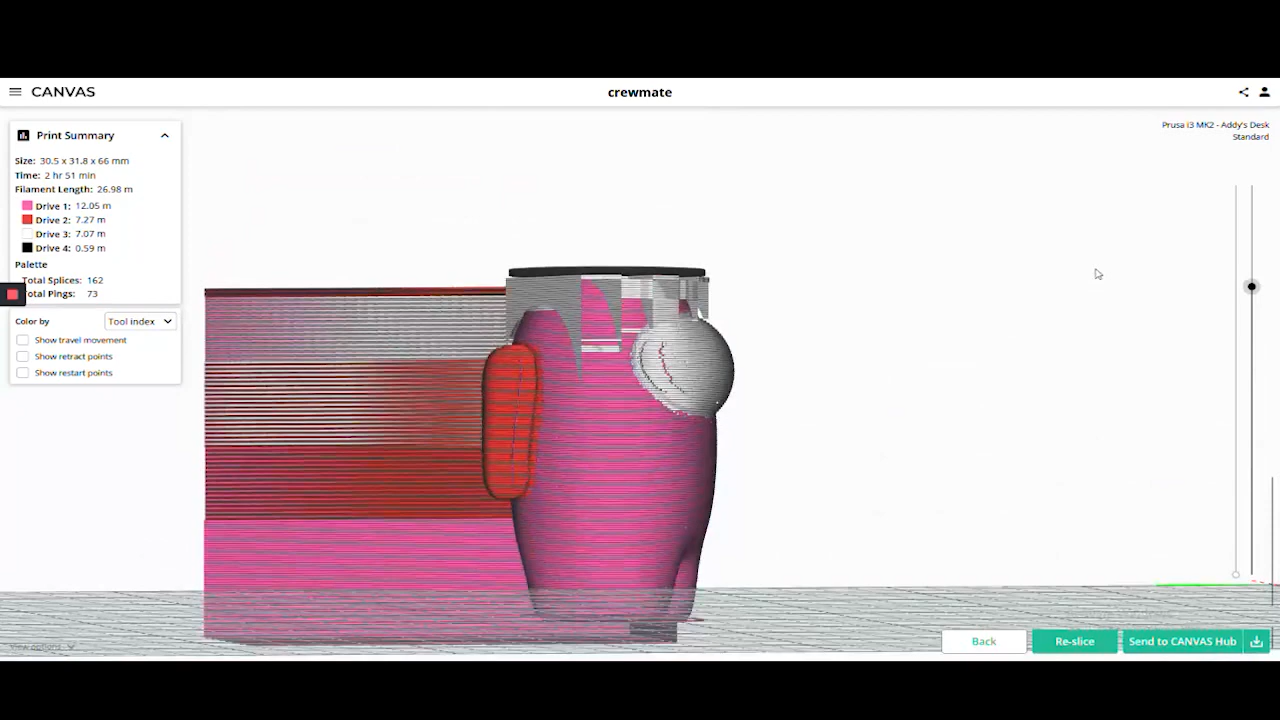 CANVAS
crewmate
Prusa i3 MK2 - Addy's Desk
Standard
Print Summary
Size: 30.5 x 31.8 x 66 mm
Time: 2 hr 51 min
Filament Length: 26.98 m
Drive 1: 12.05 m
Drive 2: 7.27 m
Drive 3: 7.07 m
Drive 4: 0.59 m
Palette
Total Splices: 162
otal Pings: 73
Color by
Tool index
Show travel movement
Show retract points
Show restart points
View options
Back
Re-slice
Send to CANVAS Hub